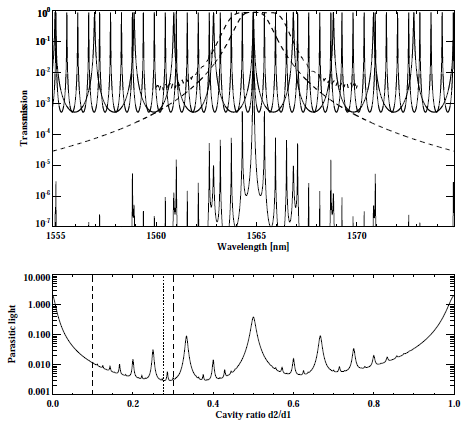 10⁰
10⁻¹
10⁻²
10⁻³
10⁻⁴
10⁻⁵
10⁻⁶
10⁻⁷
Transmission
1555 1560 1565 1570
Wavelength [nm]
10.000
1.000
0.100
0.010
0.001
Parasitic light
0.0 0.2 0.4 0.6 0.8 1.0
Cavity ratio d2/d1